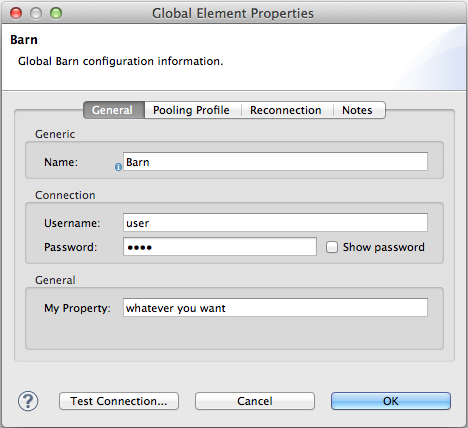 Global Element Properties
Barn
Global Barn configuration information.
General Pooling Profile Reconnection Notes
Generic
Name: Barn
Connection
Username: user
Password: •••• Show password
General
My Property: whatever you want
? Test Connection... Cancel OK